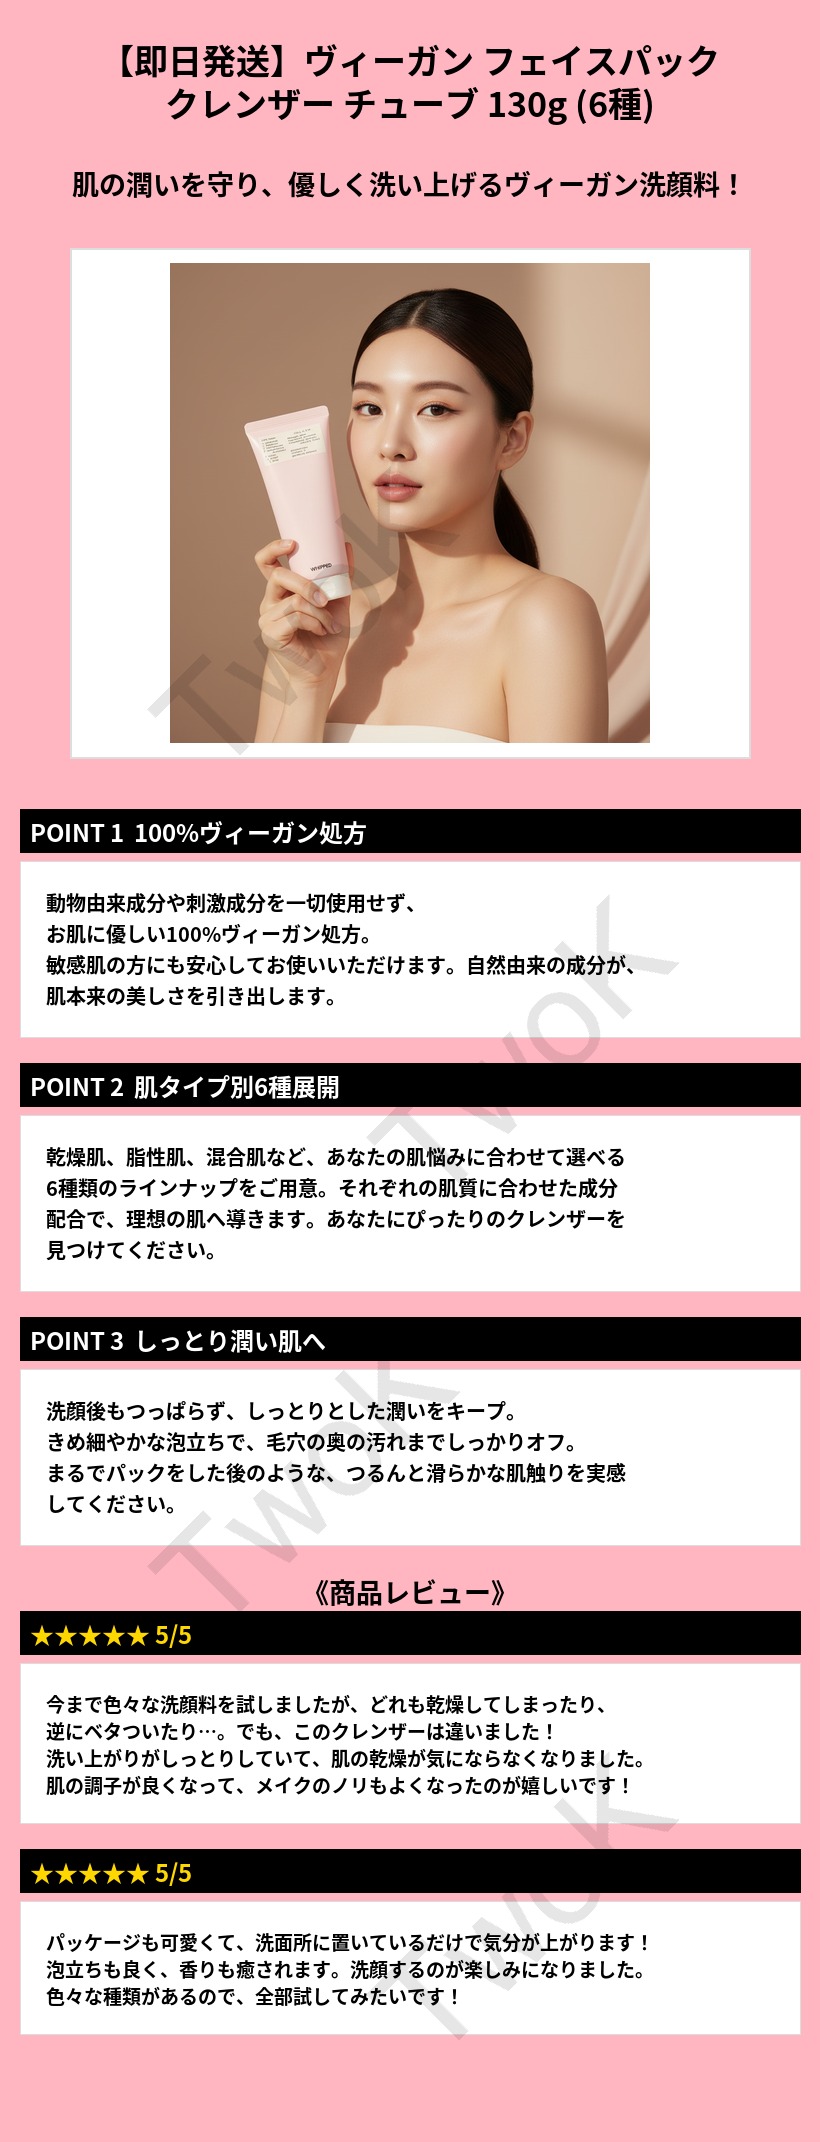 【即日発送】ヴィーガン フェイスパック
クレンザー チューブ 130g (6種)
肌の潤いを守り、優しく洗い上げるヴィーガン洗顔料！
WHIPPED
TwoK
POINT 1 100%ヴィーガン処方
動物由来成分や刺激成分を一切使用せず、
お肌に優しい100%ヴィーガン処方。
敏感肌の方にも安心してお使いいただけます。自然由来の成分が、
肌本来の美しさを引き出します。
TwoK
POINT 2 肌タイプ別6種展開
乾燥肌、脂性肌、混合肌など、あなたの肌悩みに合わせて選べる
6種類のラインナップをご用意。それぞれの肌質に合わせた成分
配合で、理想の肌へ導きます。あなたにぴったりのクレンザーを
見つけてください。
POINT 3 しっとり潤い肌へ
洗顔後もつっぱらず、しっとりとした潤いをキープ。
きめ細やかな泡立ちで、毛穴の奥の汚れまでしっかりオフ。
まるでパックをした後のような、つるんと滑らかな肌触りを実感
してください。
TwoK
《商品レビュー》
★★★★★ 5/5
今まで色々な洗顔料を試しましたが、どれも乾燥してしまったり、
逆にベタついたり…。でも、このクレンザーは違いました！
洗い上がりがしっとりしていて、肌の乾燥が気にならなくなりました。
肌の調子が良くなって、メイクのノリもよくなったのが嬉しいです！
★★★★★ 5/5
パッケージも可愛くて、洗面所に置いているだけで気分が上がります！
泡立ちも良く、香りも癒されます。洗顔するのが楽しみになりました。
色々な種類があるので、全部試してみたいです！
TwoK